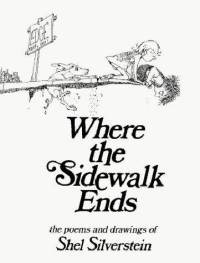 Where
the
Sidewalk
Ends
the poems and drawings of
Shel Silverstein